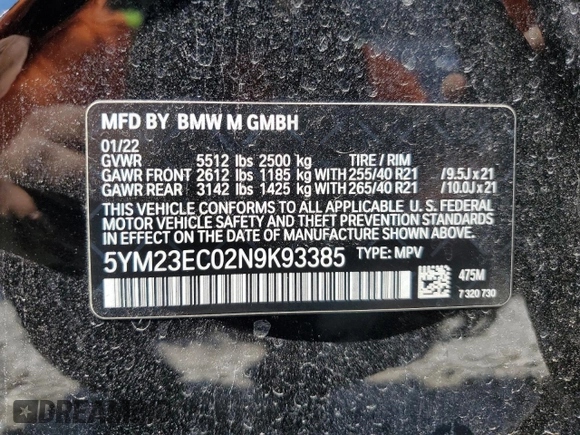 MFD BY BMW M GMBH
01/22
GVWR 5512 lbs 2500 kg TIRE / RIM
GAWR FRONT 2612 lbs 1185 kg WITH 255/40 R21 /9.5J x 21
GAWR REAR 3142 lbs 1425 kg WITH 265/40 R21 /10.0J x 21
THIS VEHICLE CONFORMS TO ALL APPLICABLE U. S. FEDERAL
MOTOR VEHICLE SAFETY AND THEFT PREVENTION STANDARDS
IN EFFECT ON THE DATE OF MANUFACTURE SHOWN ABOVE.
5YM23EC02N9K93385 TYPE: MPV
475M
7 320 730